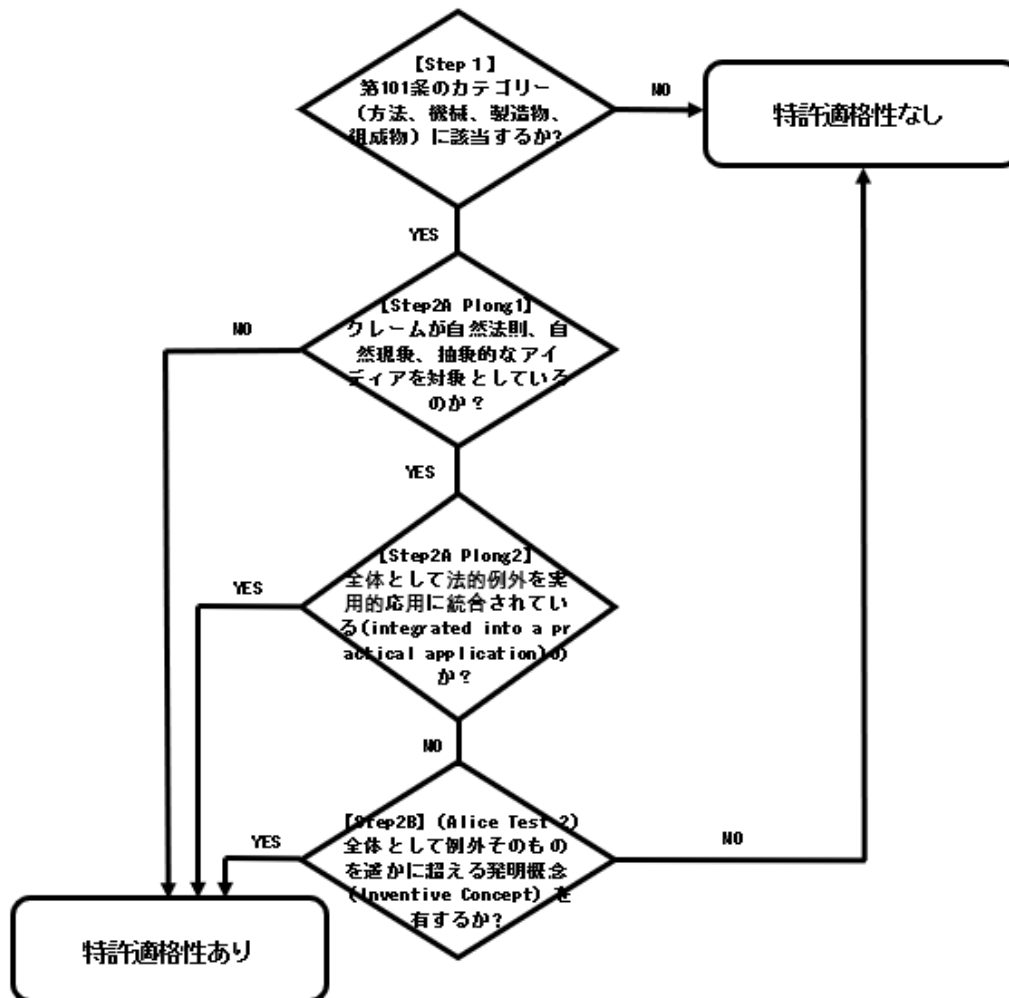 【Step 1】
第101条のカテゴリー
（方法、機械、製造物、
組成物）に該当するか?
NO
特許適格性なし
YES
【Step2A Plong1】
クレームが自然法則、自
然現象、抽象的なアイ
ディアを対象としている
のか？
NO
YES
【Step2A Plong2】
全体として法的例外を実
用的応用に統合されてい
る(integrated into a pr
actical application)の
か？
YES
NO
【Step2B】(Alice Test 2)
全体として例外そのもの
を遥かに超える発明概念
(Inventive Concept) を
有するか?
YES
NO
特許適格性あり